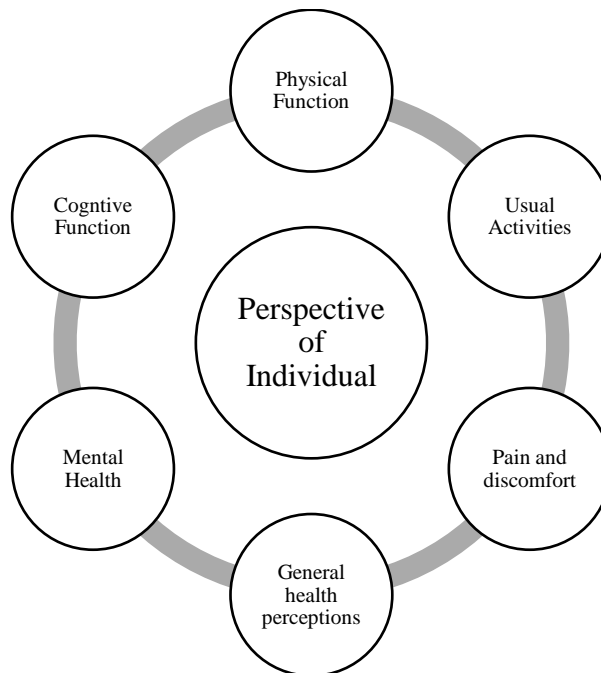 Physical
Function
Usual
Activities
Pain and
discomfort
General
health
perceptions
Mental
Health
Cogntive
Function
Perspective
of
Individual